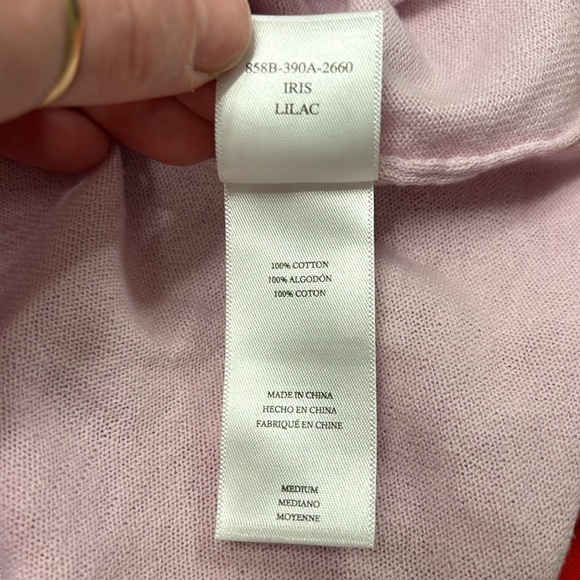 858B-390A-2660
IRIS
LILAC
100% COTTON
100% ALGODÓN
100% COTON
MADE IN CHINA
HECHO EN CHINA
FABRIQUÉ EN CHINE
MEDIUM
MEDIANO
MOYENNE